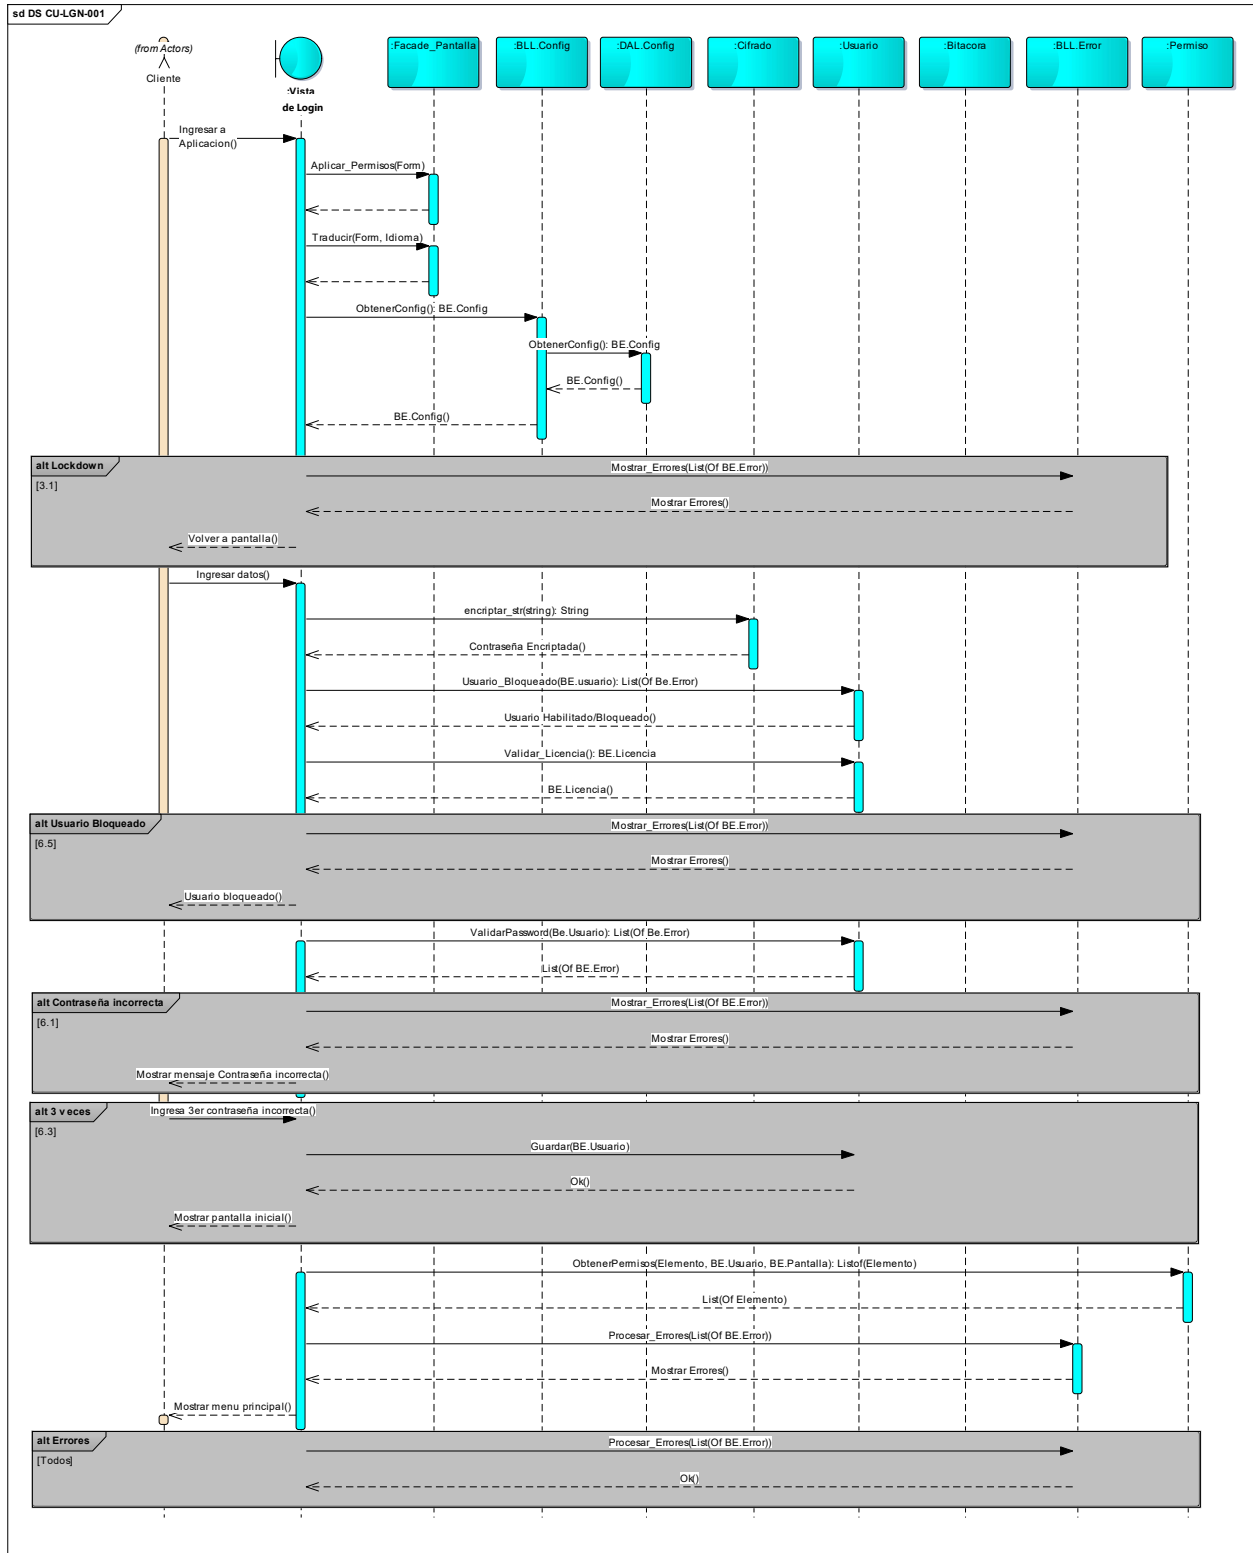 sd DS CU-LGN-001
(from Actors)
Cliente
:Vista
de Login
:Facade_Pantalla
:BLL.Config
:DAL.Config
:Cifrado
:Usuario
:Bitacora
:BLL.Error
:Permiso
Ingresar a
Aplicacion()
Aplicar_Permisos(Form)
Traducir(Form, Idioma)
ObtenerConfig(): BE.Config
ObtenerConfig(): BE.Config
BE.Config()
BE.Config()
alt Lockdown
[3.1]
Mostrar_Errores(List(Of BE.Error))
Mostrar Errores()
Volver a pantalla()
Ingresar datos()
encriptar_str(string): String
Contraseña Encriptada()
Usuario_Bloqueado(BE.usuario): List(Of Be.Error)
Usuario Habilitado/Bloqueado()
Validar_Licencia(): BE.Licencia
BE.Licencia()
alt Usuario Bloqueado
[6.5]
Mostrar_Errores(List(Of BE.Error))
Mostrar Errores()
Usuario bloqueado()
ValidarPassword(Be.Usuario): List(Of Be.Error)
List(Of BE.Error)
alt Contraseña incorrecta
[6.1]
Mostrar_Errores(List(Of BE.Error))
Mostrar Errores()
Mostrar mensaje Contraseña incorrecta()
alt 3 veces
[6.3]
Ingresa 3er contraseña incorrecta()
Guardar(BE.Usuario)
Ok()
Mostrar pantalla inicial()
ObtenerPermisos(Elemento, BE.Usuario, BE.Pantalla): Listof(Elemento)
List(Of Elemento)
Procesar_Errores(List(Of BE.Error))
Mostrar Errores()
Mostrar menu principal()
alt Errores
[Todos]
Procesar_Errores(List(Of BE.Error))
Ok()